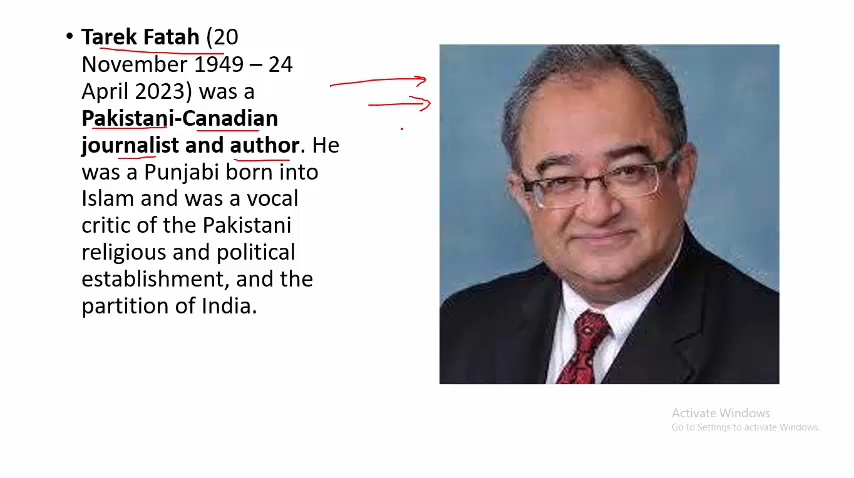 • Tarek Fatah (20
November 1949 – 24
April 2023) was a
Pakistani-Canadian
journalist and author. He
was a Punjabi born into
Islam and was a vocal
critic of the Pakistani
religious and political
establishment, and the
partition of India.
Activate Windows
Go to Settings to activate Windows.